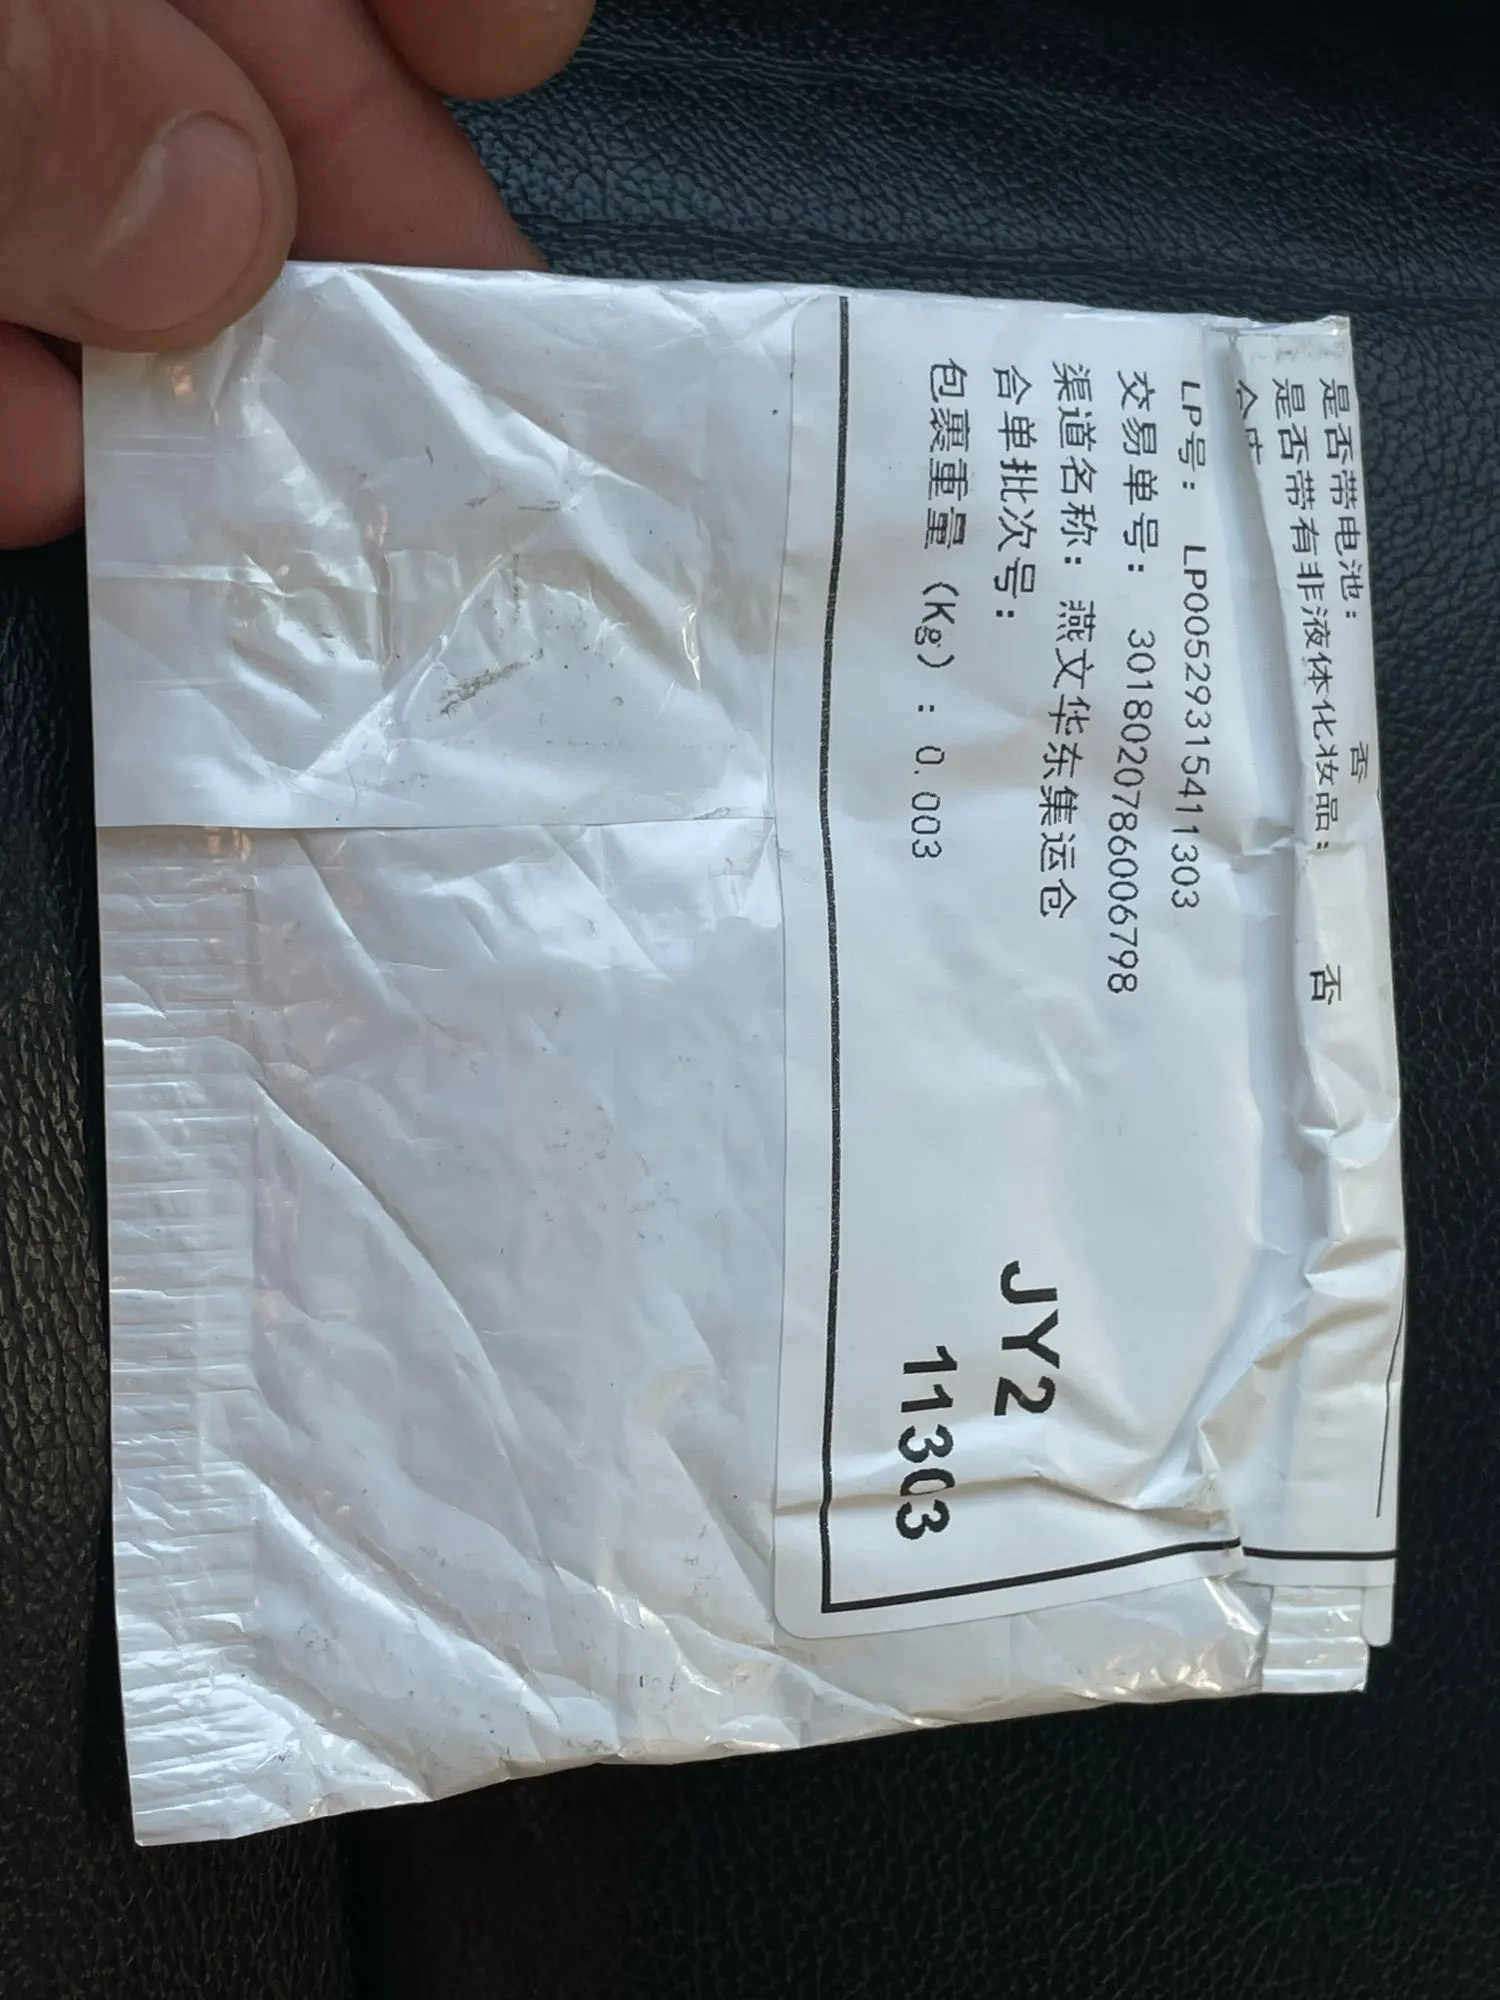 是否带电池： 否
是否带有非液体化妆品： 否
LP号： LP00529315411303
交易单号： 3018020786006798
渠道名称： 燕文华东集运仓
合单批次号：
包裹重量（Kg）: 0.003
JY2
11303